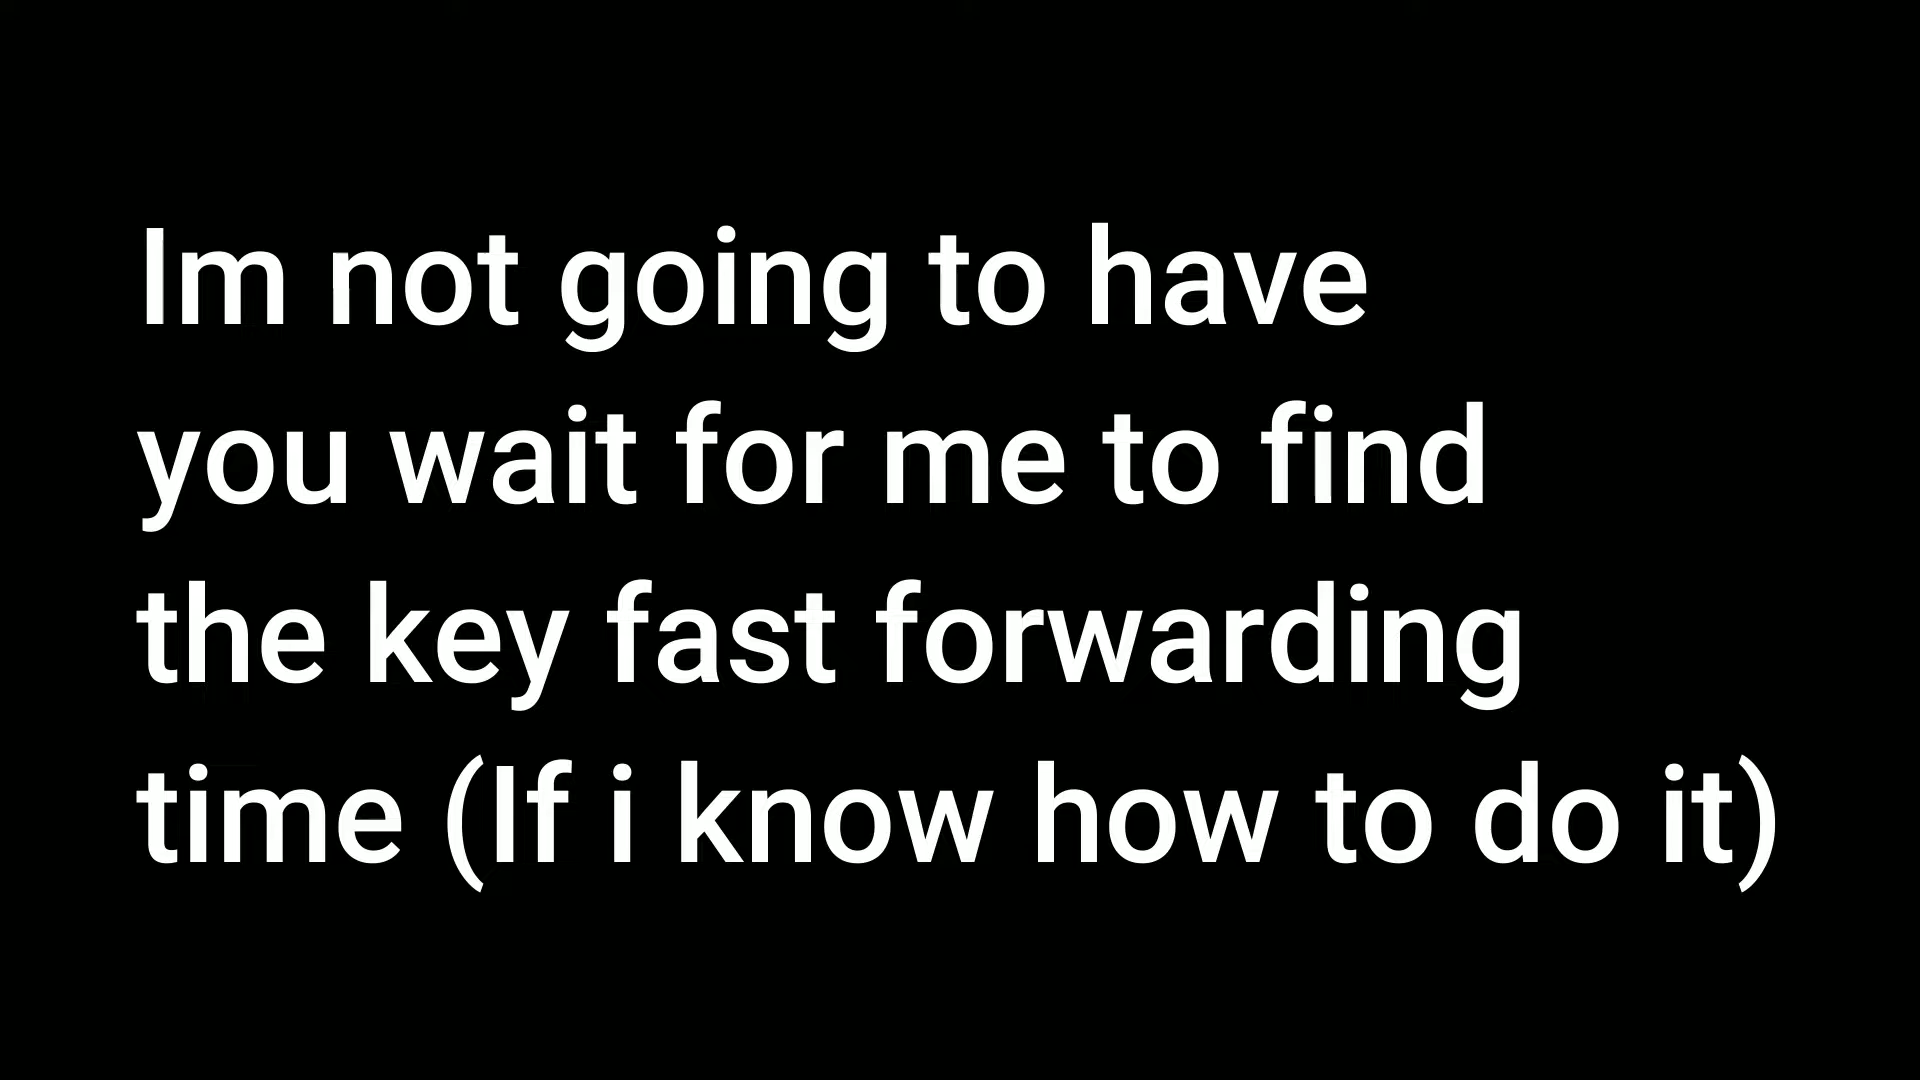 Im not going to have
you wait for me to find
the key fast forwarding
time (If i know how to do it)